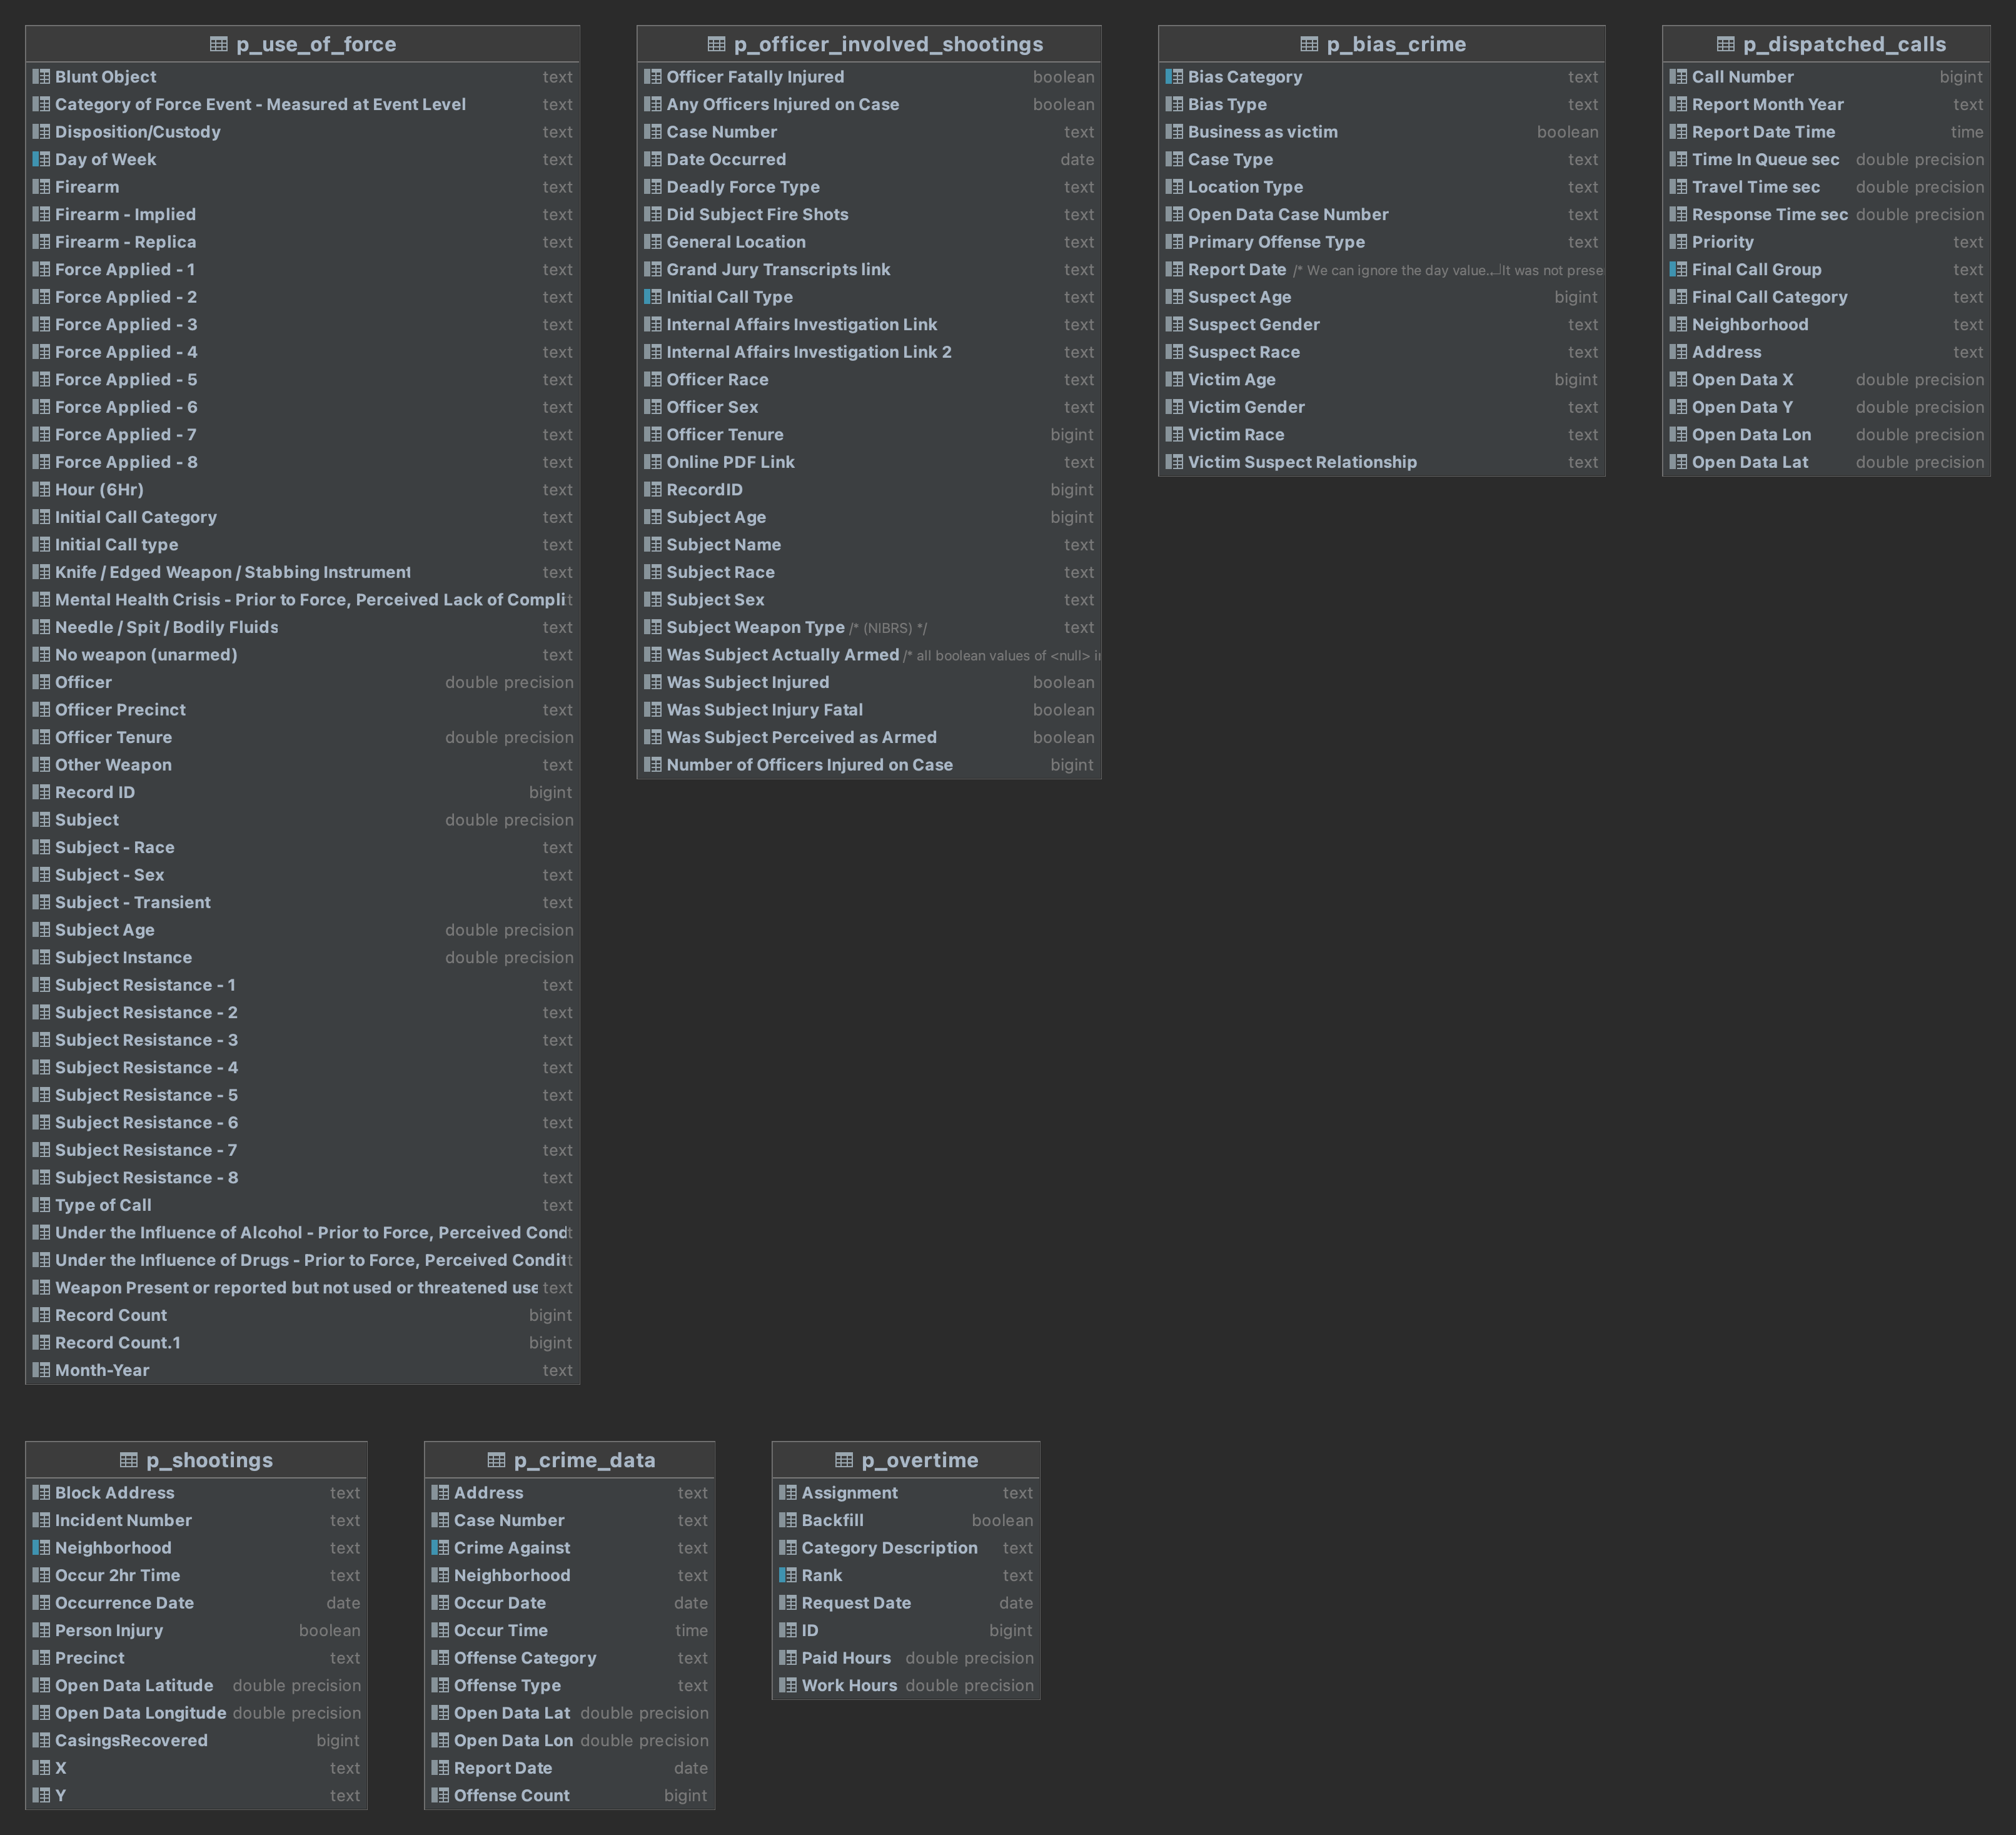 p_use_of_force
Blunt Object text
Category of Force Event - Measured at Event Level text
Disposition/Custody text
Day of Week text
Firearm text
Firearm - Implied text
Firearm - Replica text
Force Applied - 1 text
Force Applied - 2 text
Force Applied - 3 text
Force Applied - 4 text
Force Applied - 5 text
Force Applied - 6 text
Force Applied - 7 text
Force Applied - 8 text
Hour (6Hr) text
Initial Call Category text
Initial Call type text
Knife / Edged Weapon / Stabbing Instrument text
Mental Health Crisis - Prior to Force, Perceived Lack of Compli t
Needle / Spit / Bodily Fluids text
No weapon (unarmed) text
Officer double precision
Officer Precinct text
Officer Tenure double precision
Other Weapon text
Record ID bigint
Subject double precision
Subject - Race text
Subject - Sex text
Subject - Transient text
Subject Age double precision
Subject Instance double precision
Subject Resistance - 1 text
Subject Resistance - 2 text
Subject Resistance - 3 text
Subject Resistance - 4 text
Subject Resistance - 5 text
Subject Resistance - 6 text
Subject Resistance - 7 text
Subject Resistance - 8 text
Type of Call text
Under the Influence of Alcohol - Prior to Force, Perceived Cond t
Under the Influence of Drugs - Prior to Force, Perceived Condit t
Weapon Present or reported but not used or threatened use text
Record Count bigint
Record Count.1 bigint
Month-Year text
p_officer_involved_shootings
Officer Fatally Injured boolean
Any Officers Injured on Case boolean
Case Number text
Date Occurred date
Deadly Force Type text
Did Subject Fire Shots text
General Location text
Grand Jury Transcripts link text
Initial Call Type text
Internal Affairs Investigation Link text
Internal Affairs Investigation Link 2 text
Officer Race text
Officer Sex text
Officer Tenure bigint
Online PDF Link text
RecordID bigint
Subject Age bigint
Subject Name text
Subject Race text
Subject Sex text
Subject Weapon Type /* (NIBRS) */ text
Was Subject Actually Armed /* all boolean values of <null> i
Was Subject Injured boolean
Was Subject Injury Fatal boolean
Was Subject Perceived as Armed boolean
Number of Officers Injured on Case bigint
p_bias_crime
Bias Category text
Bias Type text
Business as victim boolean
Case Type text
Location Type text
Open Data Case Number text
Primary Offense Type text
Report Date /* We can ignore the day value..⏎It was not prese
Suspect Age bigint
Suspect Gender text
Suspect Race text
Victim Age bigint
Victim Gender text
Victim Race text
Victim Suspect Relationship text
p_dispatched_calls
Call Number bigint
Report Month Year text
Report Date Time time
Time In Queue sec double precision
Travel Time sec double precision
Response Time sec double precision
Priority text
Final Call Group text
Final Call Category text
Neighborhood text
Address text
Open Data X double precision
Open Data Y double precision
Open Data Lon double precision
Open Data Lat double precision
p_shootings
Block Address text
Incident Number text
Neighborhood text
Occur 2hr Time text
Occurrence Date date
Person Injury boolean
Precinct text
Open Data Latitude double precision
Open Data Longitude double precision
CasingsRecovered bigint
X text
Y text
p_crime_data
Address text
Case Number text
Crime Against text
Neighborhood text
Occur Date date
Occur Time time
Offense Category text
Offense Type text
Open Data Lat double precision
Open Data Lon double precision
Report Date date
Offense Count bigint
p_overtime
Assignment text
Backfill boolean
Category Description text
Rank text
Request Date date
ID bigint
Paid Hours double precision
Work Hours double precision